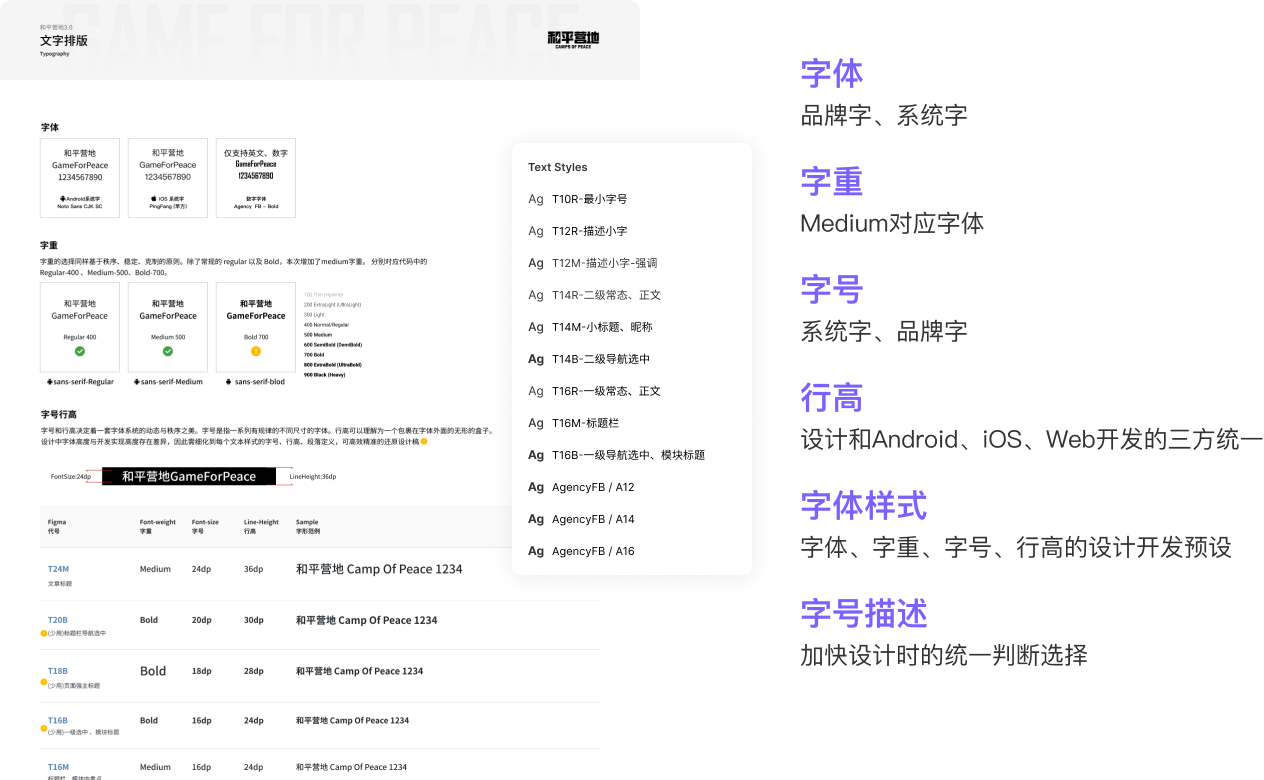 GAME FOR PEACE
和平营地3.0
文字排版
Typography
和平营地
CAMPS OF PEACE
字体
和平营地
GameForPeace
1234567890
Android系统字
Noto Sans CJK SC
和平营地
GameForPeace
1234567890
iOS 系统字
PingFang (苹方)
仅支持英文、数字
GameForPeace
1234567890
数字字体
Agency FB - Bold
字重
字重的选择同样基于秩序、稳定、克制的原则。除了常规的 regular 以及 Bold，本次增加了medium字重。 分别对应代码中的
Regular-400 、Medium-500、Bold-700。
和平营地
GameForPeace
Regular 400
sans-serif-Regular
和平营地
GameForPeace
Medium 500
sans-serif-Medium
和平营地
GameForPeace
Bold 700
sans-serif-blod
100 Thin (Hairline)
200 ExtraLight (UltraLight)
300 Light
400 Normal/Regular
500 Medium
600 SemiBold (DemiBold)
700 Bold
800 ExtraBold (UltraBold)
900 Black (Heavy)
字号行高
字号和行高决定着一套字体系统的动态与秩序之美。字号是指一系列有规律的不同尺寸的字体。行高可以理解为一个包裹在字体外面的无形的盒子。
设计中字体高度与开发实现高度存在差异，因此需细化到每个文本样式的字号、行高、段落定义，可高效精准的还原设计稿
FontSize:24dp
和平营地GameForPeace
LineHeight:36dp
Figma Font-weight Font-size Line-Height Sample
代号 字重 字号 行高 字形范例
T24M Medium 24dp 36dp 和平营地 Camp Of Peace 1234
文章标题
T20B Bold 20dp 30dp 和平营地 Camp Of Peace 1234
(少用)标题栏导航选中
T18B Bold 18dp 28dp 和平营地 Camp Of Peace 1234
(少用)页面强主标题
T16B Bold 16dp 24dp 和平营地 Camp Of Peace 1234
(少用)一级选中 、模块标题
T16M Medium 16dp 24dp 和平营地 Camp Of Peace 1234
Text Styles
Ag T10R-最小字号
Ag T12R-描述小字
Ag T12M-描述小字-强调
Ag T14R-二级常态、正文
Ag T14M-小标题、昵称
Ag T14B-二级导航选中
Ag T16R-一级常态、正文
Ag T16M-标题栏
Ag T16B-一级导航选中、模块标题
Ag AgencyFB / A12
Ag AgencyFB / A14
Ag AgencyFB / A16
字体
品牌字、系统字
字重
Medium对应字体
字号
系统字、品牌字
行高
设计和Android、iOS、Web开发的三方统一
字体样式
字体、字重、字号、行高的设计开发预设
字号描述
加快设计时的统一判断选择